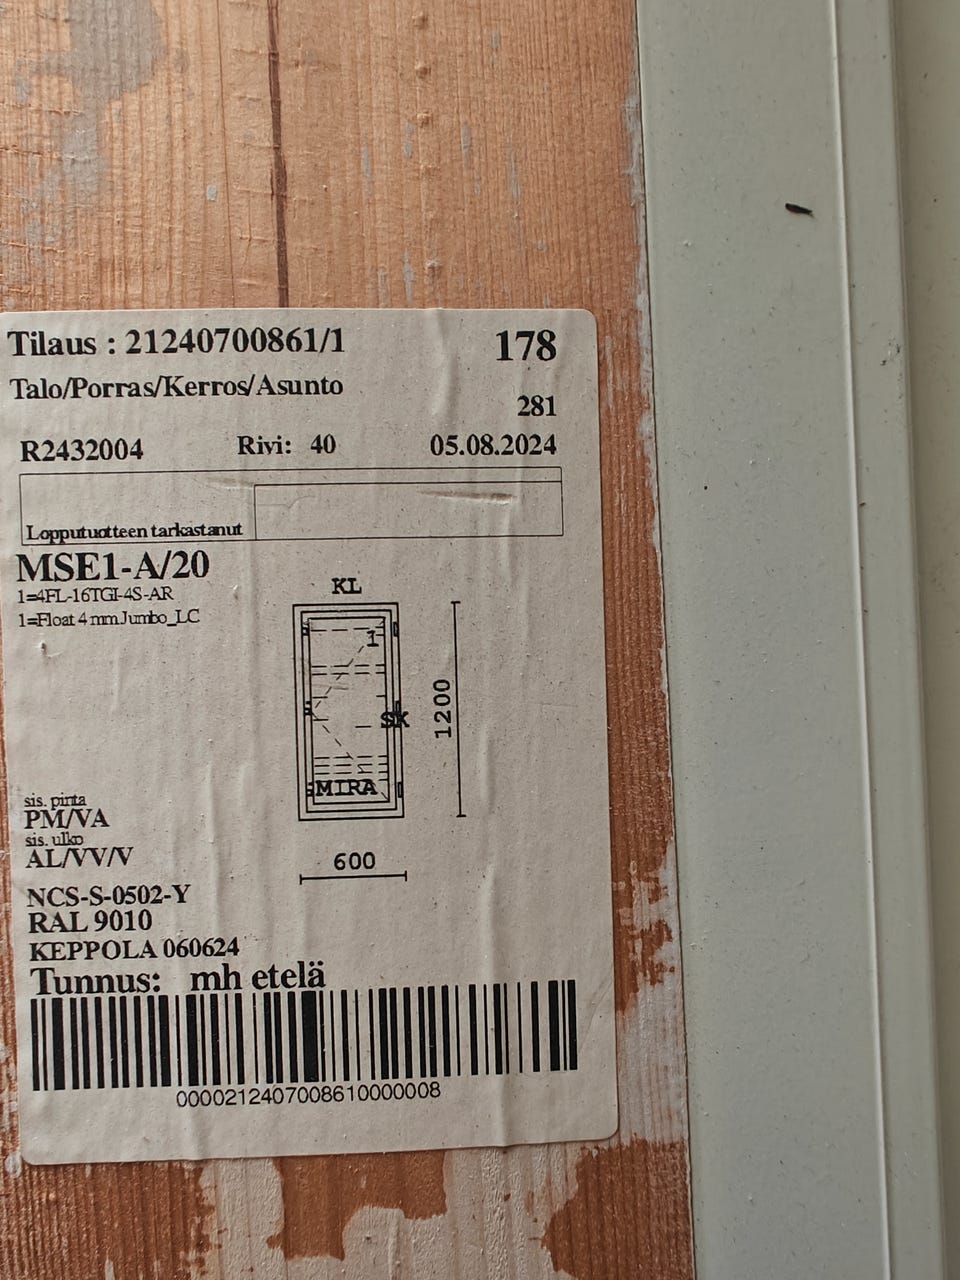 Tilaus : 21240700861/1 178
Talo/Porras/Kerros/Asunto
281
R2432004 Rivi: 40 05.08.2024
Lopputuotteen tarkastanut
MSE1-A/20
1=4FL-16TGI-4S-AR
1=Float 4 mm Jumbo_LC
KL
1
SK
1200
MIRA
600
sis. pinta
PM/VA
sis. ulko
AL/VV/V
NCS-S-0502-Y
RAL 9010
KEPPOLA 060624
Tunnus: mh etelä
0000212407008610000008